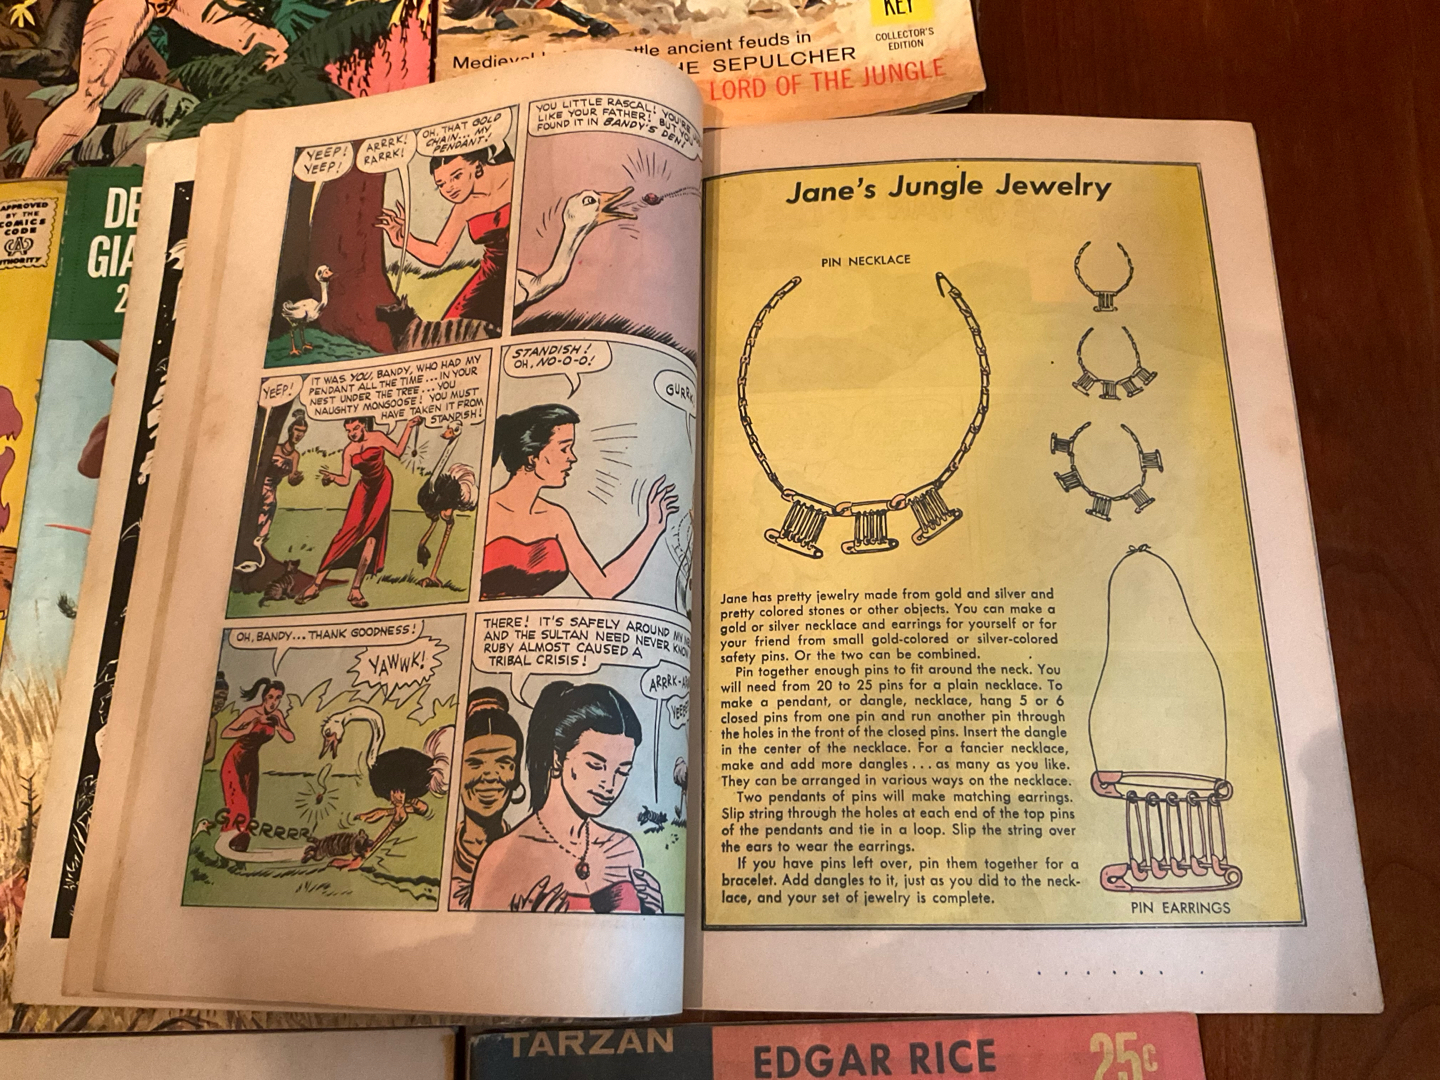 KEY
COLLECTOR'S
EDITION
ancient feuds in
SEPULCHER
LORD OF THE JUNGLE
APPROVED
BY THE
COMICS
CODE
DE
GIA
2
YEEP!
YEEP!
ARRRK!
RARRK!
OH, THAT GOLD
CHAIN... MY
PENDANT!
YOU LITTLE RASCAL! YOU'RE
LIKE YOUR FATHER! BUT
FOUND IT IN BANDY'S DEN!
YEEP!
IT WAS YOU, BANDY, WHO HAD MY
PENDANT ALL THE TIME... IN YOUR
NEST UNDER THE TREE... YOU
NAUGHTY MONGOOSE! YOU MUST
HAVE TAKEN IT FROM
STANDISH!
STANDISH!
OH, NO-O-O!
OH, BANDY... THANK GOODNESS!
YAWWK!
GRRRRRR
THERE! IT'S SAFELY AROUND MY
AND THE SULTAN NEED NEVER KNOW
RUBY ALMOST CAUSED A
TRIBAL CRISIS!
Jane's Jungle Jewelry
PIN NECKLACE
Jane has pretty jewelry made from gold and silver and
pretty colored stones or other objects. You can make a
gold or silver necklace and earrings for yourself or for
your friend from small gold-colored or silver-colored
safety pins. Or the two can be combined.
Pin together enough pins to fit around the neck. You
will need from 20 to 25 pins for a plain necklace. To
make a pendant, or dangle, necklace, hang 5 or 6
closed pins from one pin and run another pin through
the holes in the front of the closed pins. Insert the dangle
in the center of the necklace. For a fancier necklace,
make and add more dangles . . . as many as you like.
They can be arranged in various ways on the necklace.
Two pendants of pins will make matching earrings.
Slip string through the holes at each end of the top pins
of the pendants and tie in a loop. Slip the string over
the ears to wear the earrings.
If you have pins left over, pin them together for a
bracelet. Add dangles to it, just as you did to the neck-
lace, and your set of jewelry is complete.
PIN EARRINGS
TARZAN
EDGAR RICE
25c